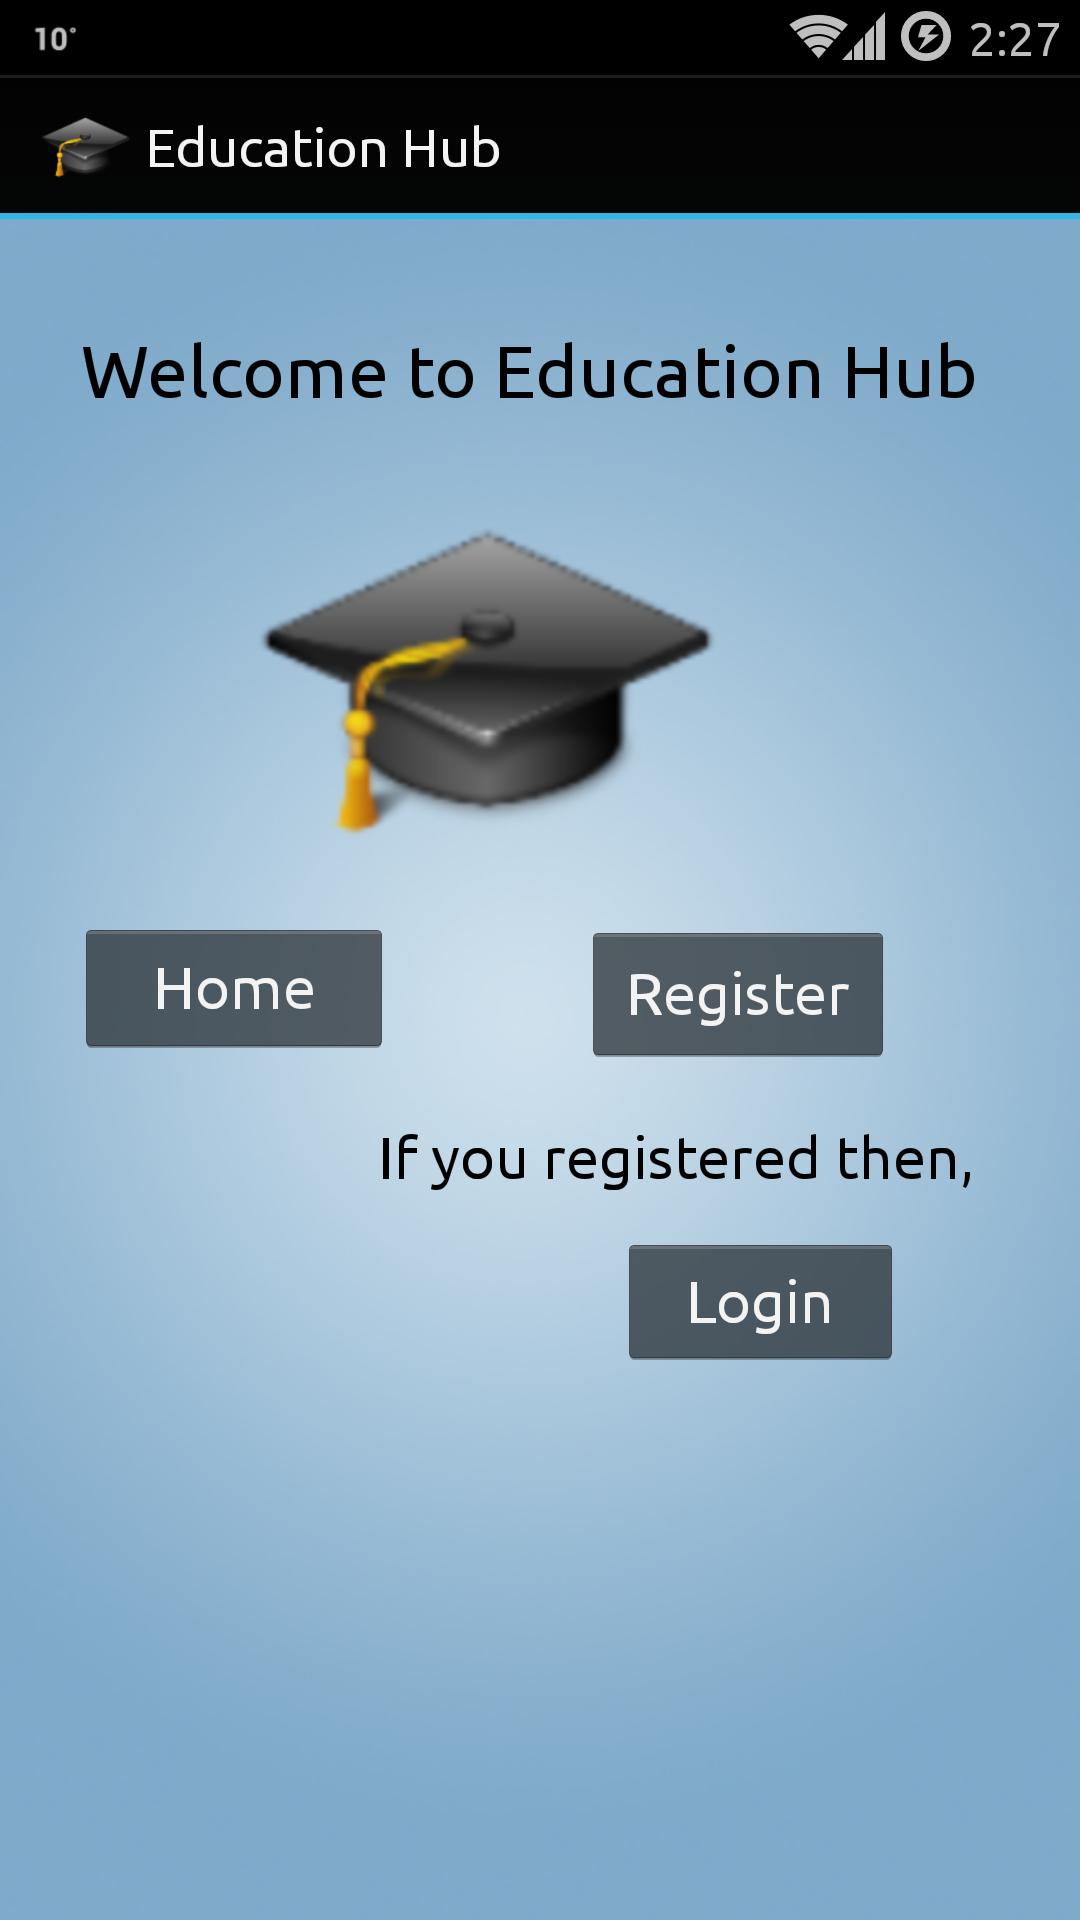 10°
2:27
Education Hub
Welcome to Education Hub
Home
Register
If you registered then,
Login